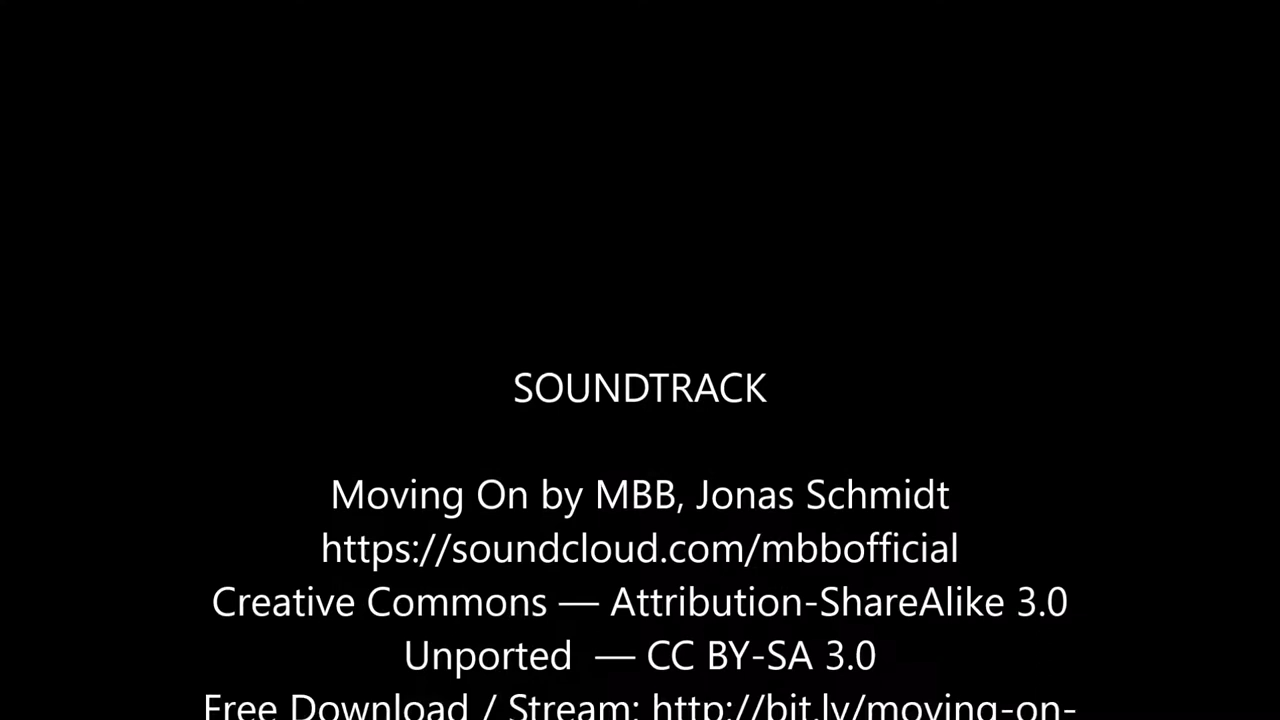 SOUNDTRACK
Moving On by MBB, Jonas Schmidt
https://soundcloud.com/mbbofficial
Creative Commons — Attribution-ShareAlike 3.0
Unported — CC BY-SA 3.0
Free Download / Stream: http://bit.ly/moving-on-